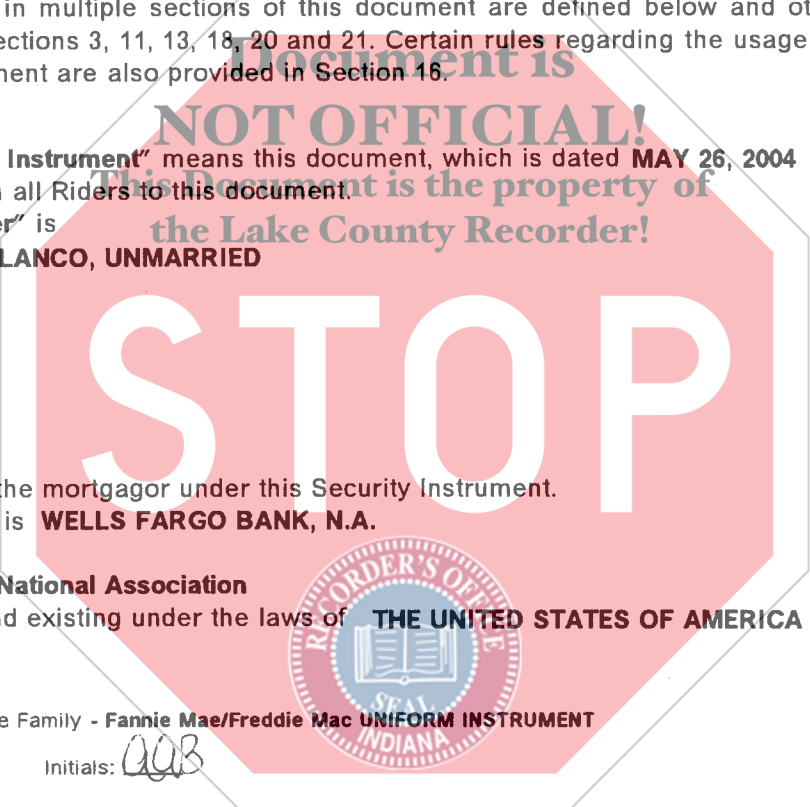 in multiple sections of this document are defined below and ot
ections 3, 11, 13, 18, 20 and 21. Certain rules regarding the usage
ment are also provided in Section 16.
Document is
NOT OFFICIAL!
Instrument" means this document, which is dated MAY 26, 2004
all Riders to this document.
This Document is the property of
er" is
the Lake County Recorder!
LANCO, UNMARRIED
STOP
the mortgagor under this Security Instrument.
is WELLS FARGO BANK, N.A.
National Association
d existing under the laws of THE UNITED STATES OF AMERICA
RECORDER'S OFFICE
SEAL
INDIANA
e Family - Fannie Mae/Freddie Mac UNIFORM INSTRUMENT
Initials: AAB